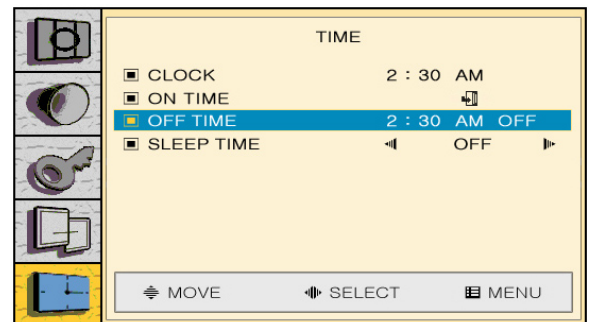 TIME
CLOCK 2 : 30 AM
ON TIME
OFF TIME 2 : 30 AM OFF
SLEEP TIME OFF
MOVE SELECT MENU